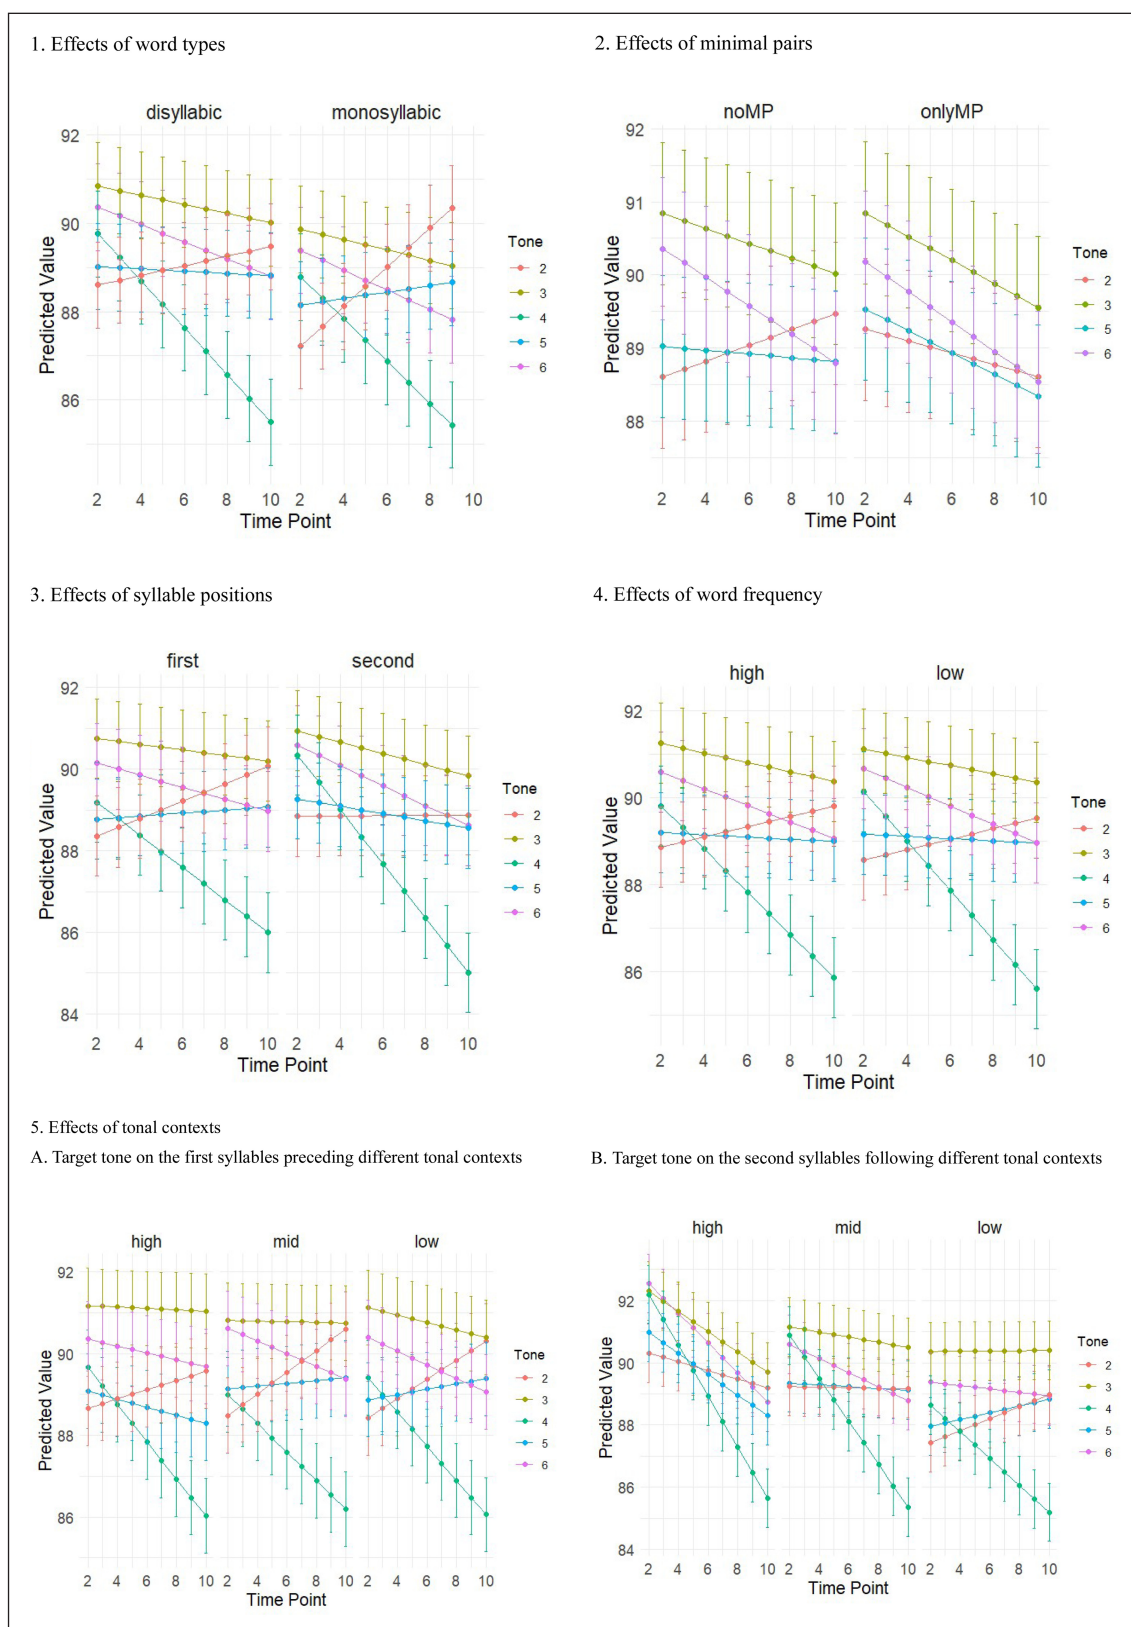 1. Effects of word types
disyllabic monosyllabic
92
90
88
86
Predicted Value
2 4 6 8 10 2 4 6 8 10
Time Point
Tone
2
3
4
5
6
2. Effects of minimal pairs
noMP onlyMP
92
91
90
89
88
Predicted Value
2 4 6 8 10 2 4 6 8 10
Time Point
Tone
2
3
5
6
3. Effects of syllable positions
first second
92
90
88
86
84
Predicted Value
2 4 6 8 10 2 4 6 8 10
Time Point
Tone
2
3
4
5
6
4. Effects of word frequency
high low
92
90
88
86
Predicted Value
2 4 6 8 10 2 4 6 8 10
Time Point
Tone
2
3
4
5
6
5. Effects of tonal contexts
A. Target tone on the first syllables preceding different tonal contexts
high mid low
92
90
88
86
Predicted Value
2 4 6 8 10 2 4 6 8 10 2 4 6 8 10
Time Point
Tone
2
3
4
5
6
B. Target tone on the second syllables following different tonal contexts
high mid low
92
90
88
86
84
Predicted Value
2 4 6 8 10 2 4 6 8 10 2 4 6 8 10
Time Point
Tone
2
3
4
5
6